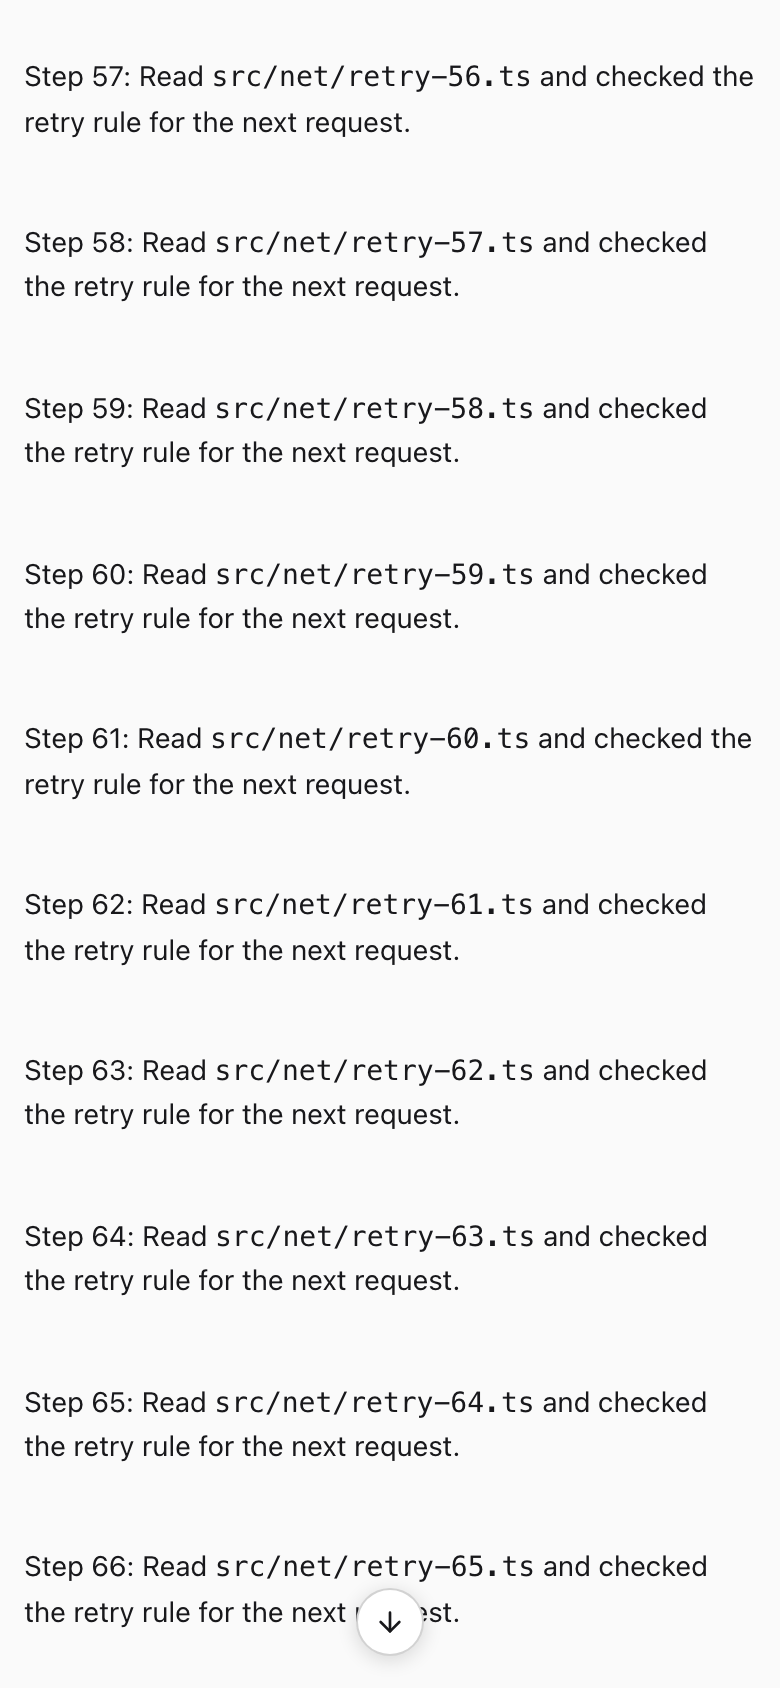 Step 57: Read src/net/retry-56.ts and checked the
retry rule for the next request.
Step 58: Read src/net/retry-57.ts and checked
the retry rule for the next request.
Step 59: Read src/net/retry-58.ts and checked
the retry rule for the next request.
Step 60: Read src/net/retry-59.ts and checked
the retry rule for the next request.
Step 61: Read src/net/retry-60.ts and checked the
retry rule for the next request.
Step 62: Read src/net/retry-61.ts and checked
the retry rule for the next request.
Step 63: Read src/net/retry-62.ts and checked
the retry rule for the next request.
Step 64: Read src/net/retry-63.ts and checked
the retry rule for the next request.
Step 65: Read src/net/retry-64.ts and checked
the retry rule for the next request.
Step 66: Read src/net/retry-65.ts and checked
the retry rule for the next